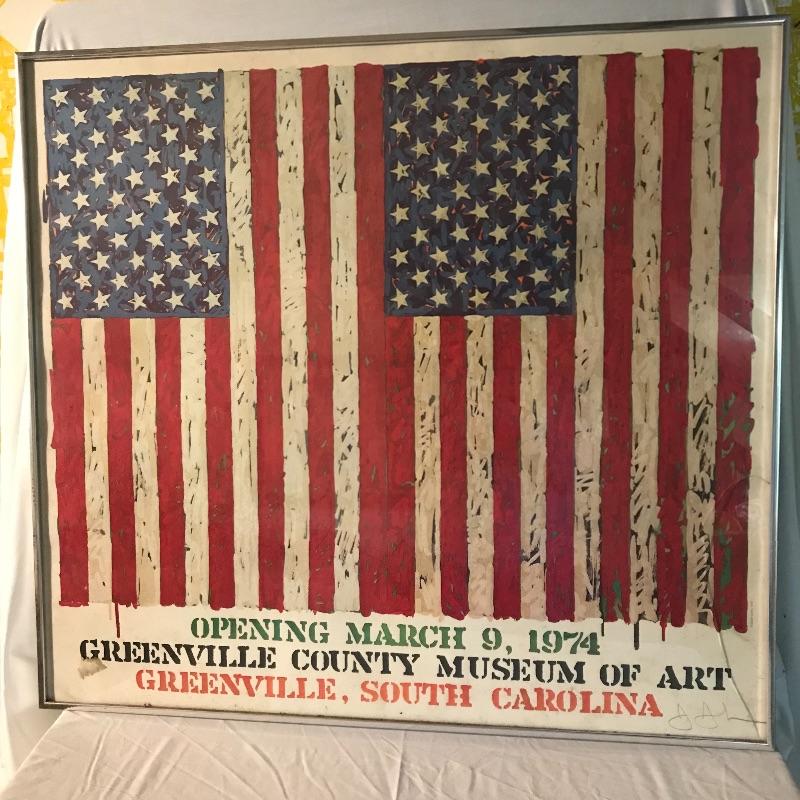 OPENING MARCH 9, 1974
GREENVILLE COUNTY MUSEUM OF ART
GREENVILLE, SOUTH CAROLINA